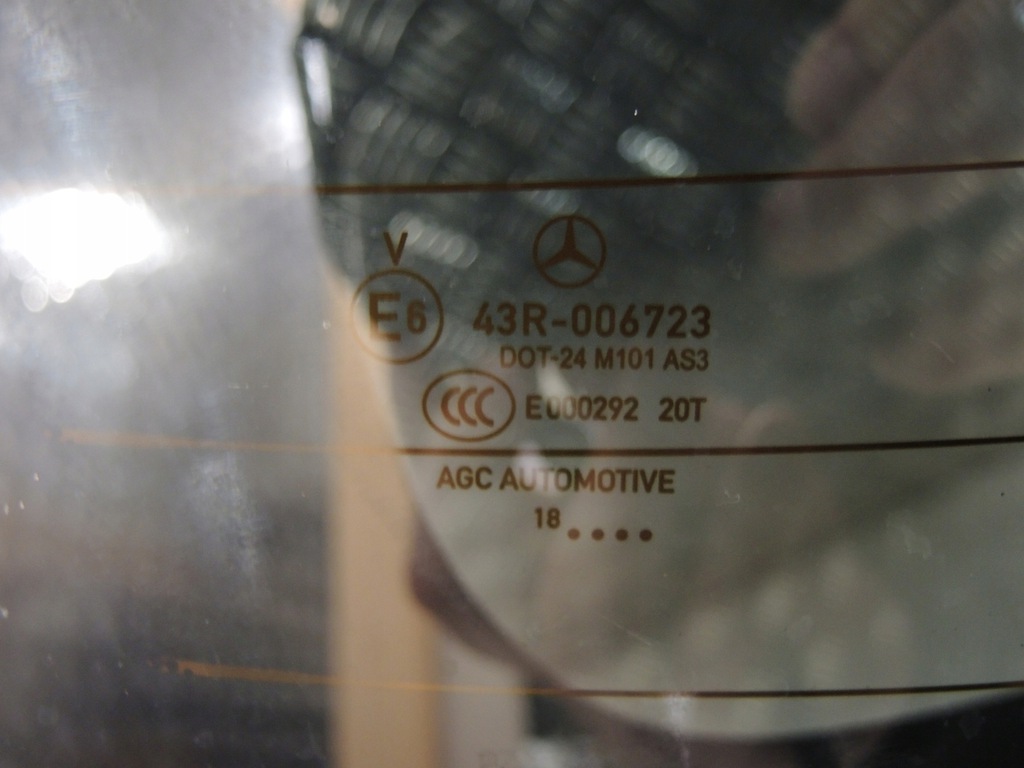 V
E6 43R-006723
DOT-24 M101 AS3
CCC E000292 20T
AGC AUTOMOTIVE
18 ....